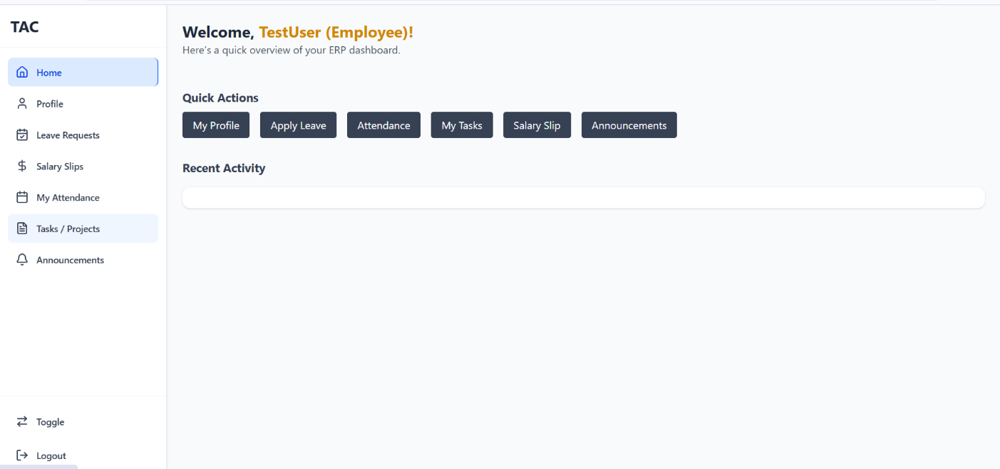 TAC
Home
Profile
Leave Requests
Salary Slips
My Attendance
Tasks / Projects
Announcements
Toggle
Logout
Welcome, TestUser (Employee)!
Here's a quick overview of your ERP dashboard.
Quick Actions
My Profile Apply Leave Attendance My Tasks Salary Slip Announcements
Recent Activity